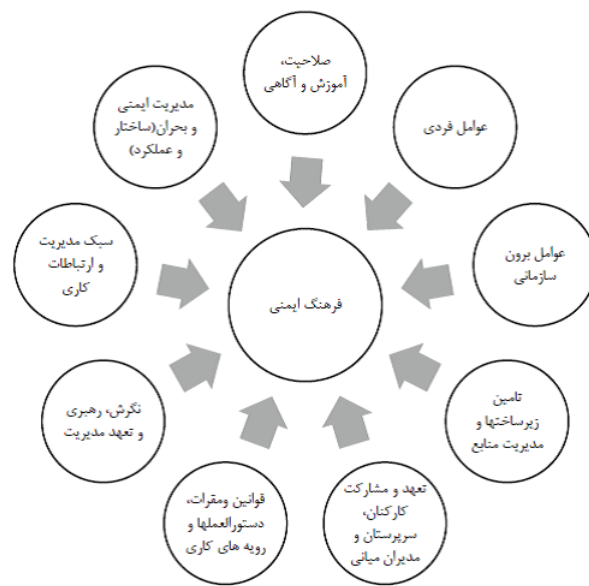 صلاحیت،
آموزش و آگاهی
عوامل فردی
عوامل برون
سازمانی
تامین
زیرساختها و
مدیریت منابع
تعهد و مشارکت
کارکنان،
سرپرستان و
مدیران میانی
قوانین ومقرات،
دستورالعملها و
رویه های کاری
نگرش، رهبری
و تعهد مدیریت
سبک مدیریت
و ارتباطات
کاری
مدیریت ایمنی
و بحران(ساختار
و عملکرد)
فرهنگ ایمنی